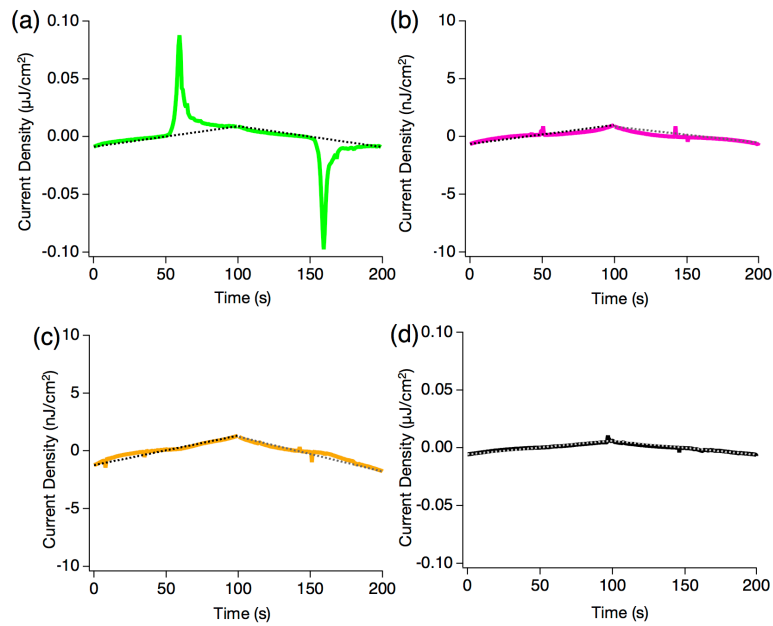 (a)
0.10
0.05
0.00
-0.05
-0.10
Current Density (µJ/cm²)
0 50 100 150 200
Time (s)
(b)
10
5
0
-5
-10
Current Density (nJ/cm²)
0 50 100 150 200
Time (s)
(c)
10
5
0
-5
-10
Current Density (nJ/cm²)
0 50 100 150 200
Time (s)
(d)
0.10
0.05
0.00
-0.05
-0.10
Current Density (µJ/cm²)
0 50 100 150 200
Time (s)